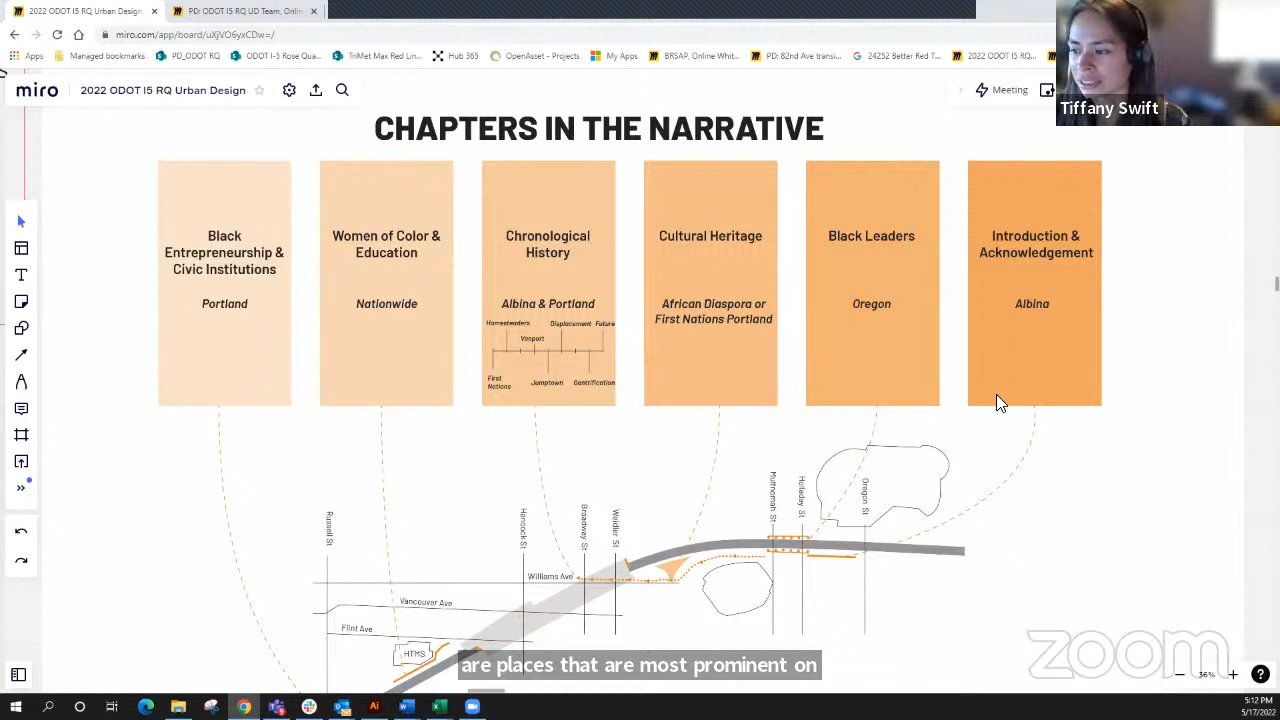 2022 ODOT I5 RQ Urban Design,
PD: ODOT I5 RQ UD Team, Onlin
miro.com/app/board/uXjVO6yxCDw=/
Apps
Managed bookmarks
PD_ODOT RQ
ODOT I-5 Rose Qua...
TriMet Max Red Lin...
Hub 365
OpenAsset - Projects
My Apps
BRSAP, Online Whit...
PD: 82nd Ave transi...
24252 Better Red T...
2022 ODOT I5 RQ...
miro
2022 ODOT I5 RQ Urban Design
Meeting
Tiffany Swift
CHAPTERS IN THE NARRATIVE
Black
Entrepreneurship &
Civic Institutions
Portland
Women of Color &
Education
Nationwide
Chronological
History
Albina & Portland
Homesteaders
Displacement
Future
Vanport
First
Nations
Jumptown
Gentrification
Cultural Heritage
African Diaspora or
First Nations Portland
Black Leaders
Oregon
Introduction &
Acknowledgement
Albina
Russell St
Hancock St
Broadway St
Weidler St
Multnomah St
Holladay St
Oregon St
Williams Ave
Vancouver Ave
Flint Ave
HTMS
are places that are most prominent on
zoom
36%
5:12 PM
5/17/2022